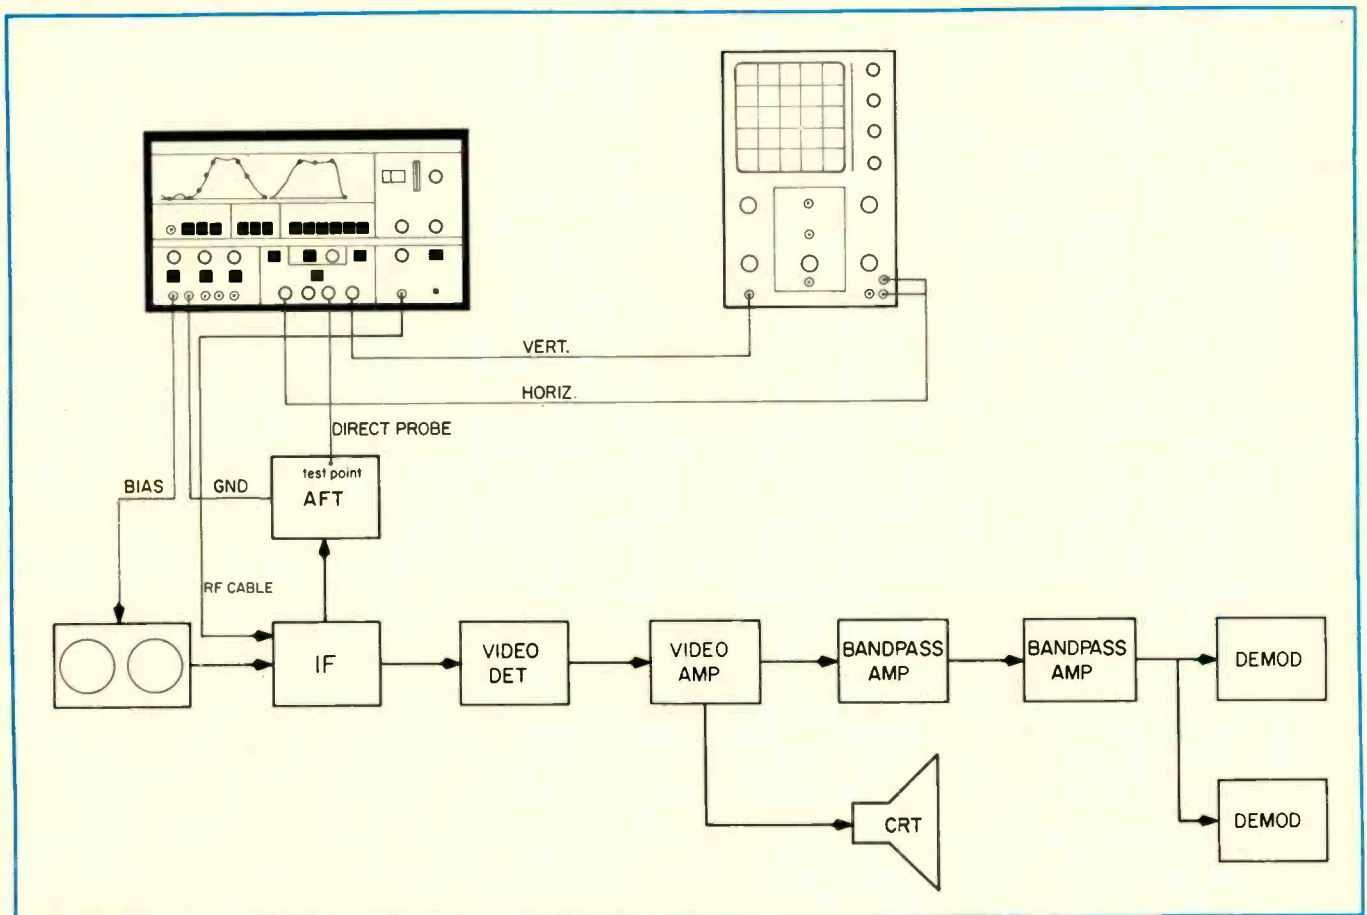 VERT.
HORIZ.
DIRECT PROBE
test point
AFT
BIAS
GND
RF CABLE
IF
VIDEO
DET
VIDEO
AMP
BANDPASS
AMP
BANDPASS
AMP
DEMOD
CRT
DEMOD